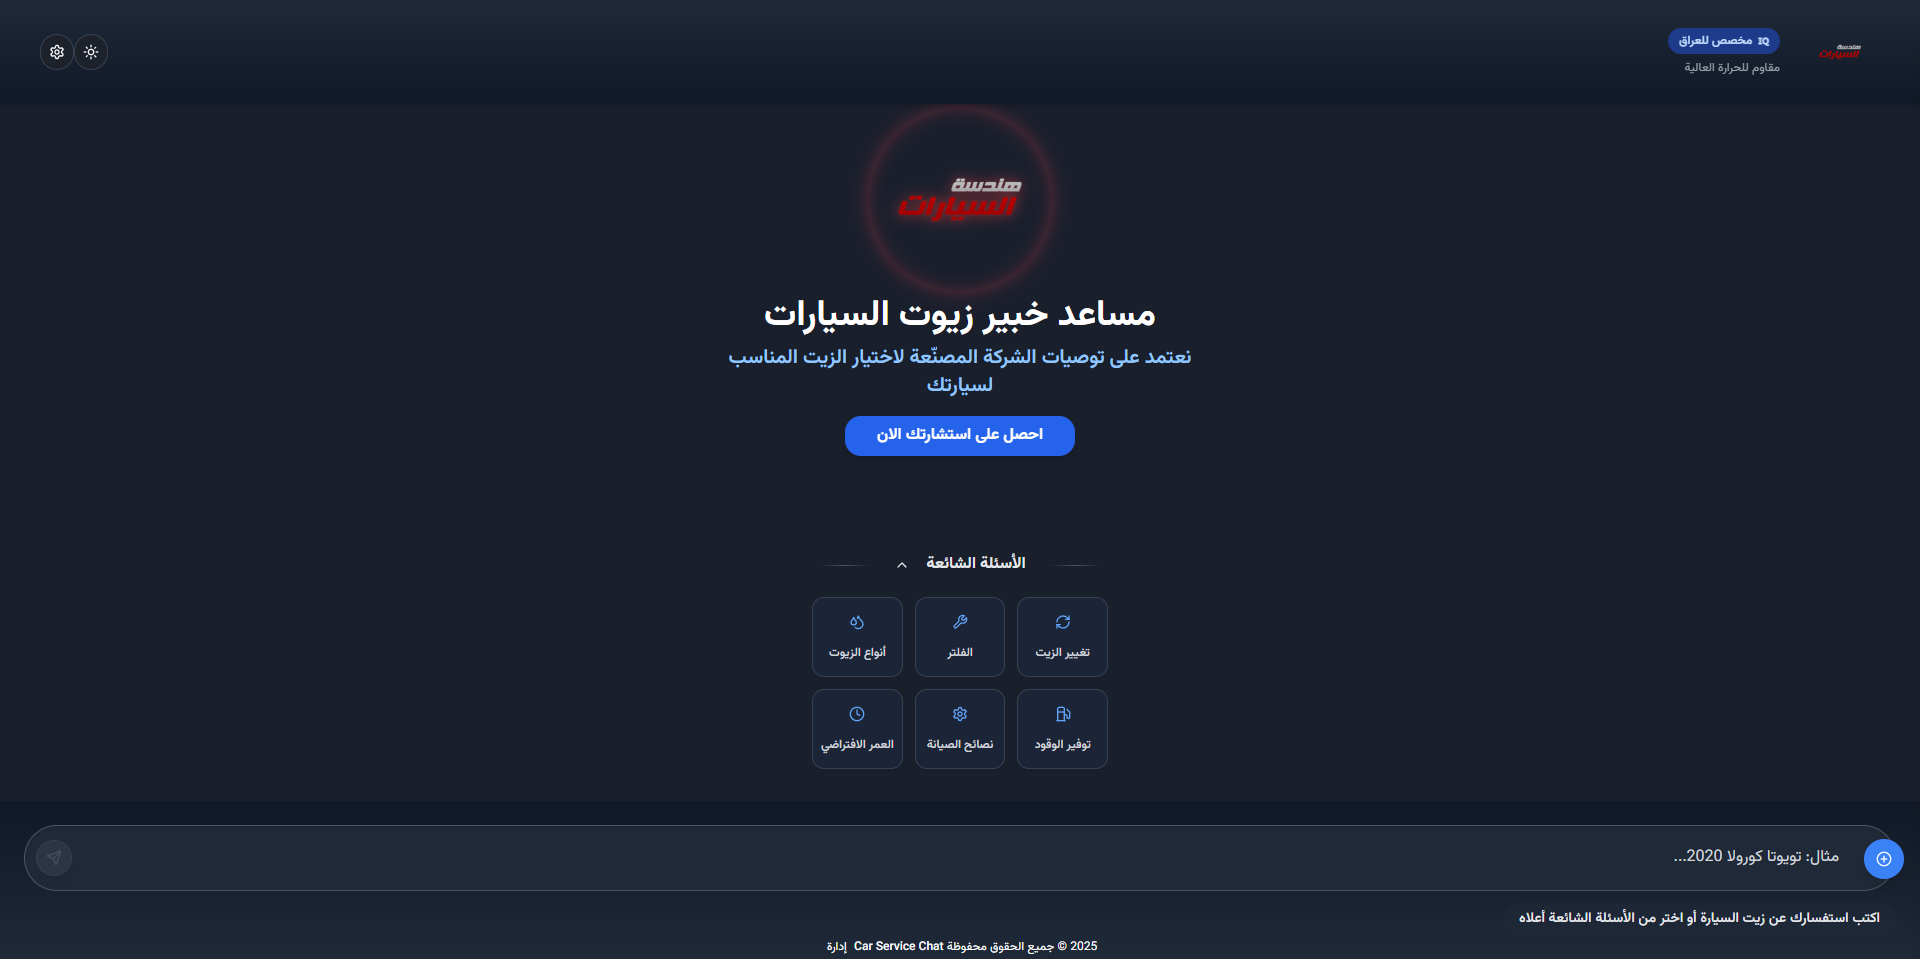 هندسة
السيارات
IQ مخصص للعراق
مقاوم للحرارة العالية
هندسة
السيارات
مساعد خبير زيوت السيارات
نعتمد على توصيات الشركة المصنّعة لاختيار الزيت المناسب
لسيارتك
احصل على استشارتك الان
الأسئلة الشائعة
تغيير الزيت
الفلتر
أنواع الزيوت
توفير الوقود
نصائح الصيانة
العمر الافتراضي
مثال: تويوتا كورولا 2020...
اكتب استفسارك عن زيت السيارة أو اختر من الأسئلة الشائعة أعلاه
2025 © جميع الحقوق محفوظة Car Service Chat إدارة